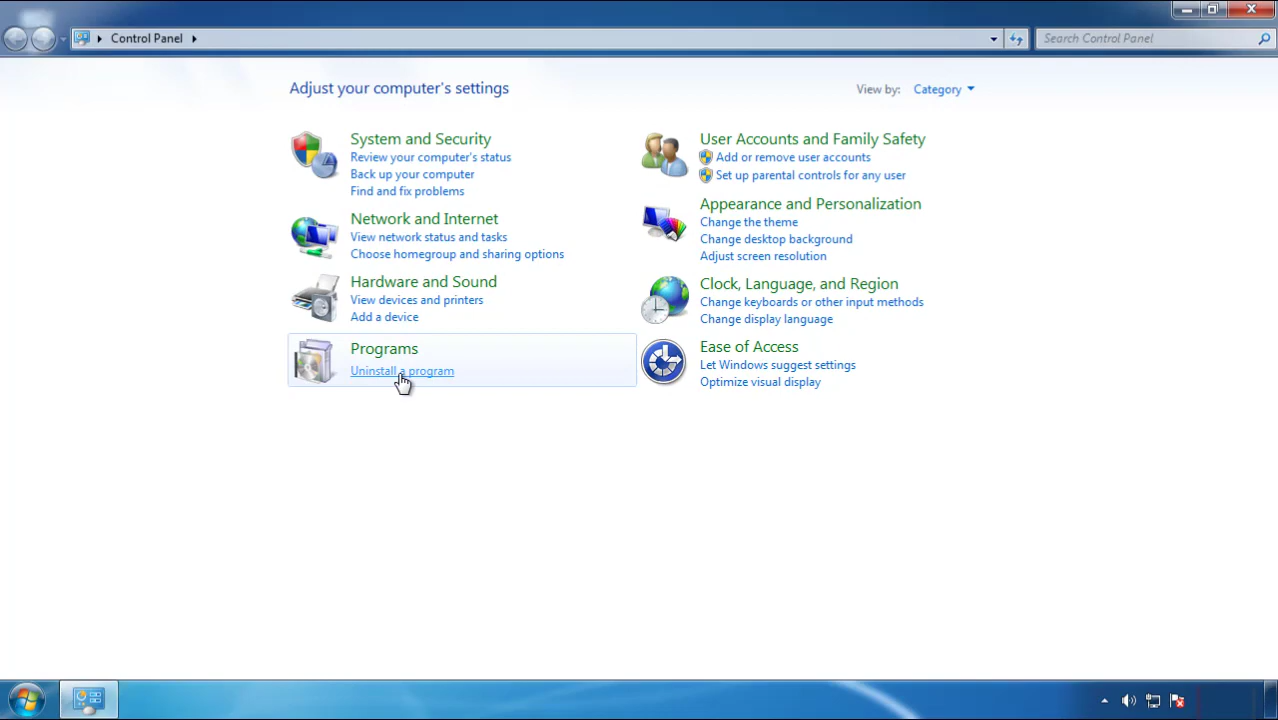 Control Panel
Search Control Panel
Adjust your computer's settings
View by: Category
System and Security
Review your computer's status
Back up your computer
Find and fix problems
Network and Internet
View network status and tasks
Choose homegroup and sharing options
Hardware and Sound
View devices and printers
Add a device
Programs
Uninstall a program
User Accounts and Family Safety
Add or remove user accounts
Set up parental controls for any user
Appearance and Personalization
Change the theme
Change desktop background
Adjust screen resolution
Clock, Language, and Region
Change keyboards or other input methods
Change display language
Ease of Access
Let Windows suggest settings
Optimize visual display